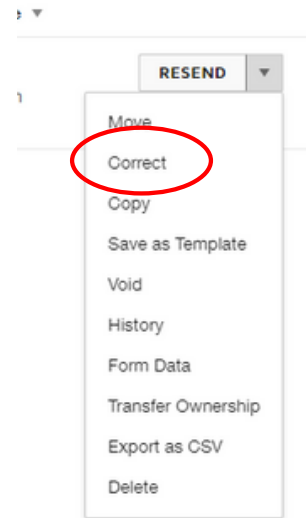 RESEND
Move
Correct
Copy
Save as Template
Void
History
Form Data
Transfer Ownership
Export as CSV
Delete